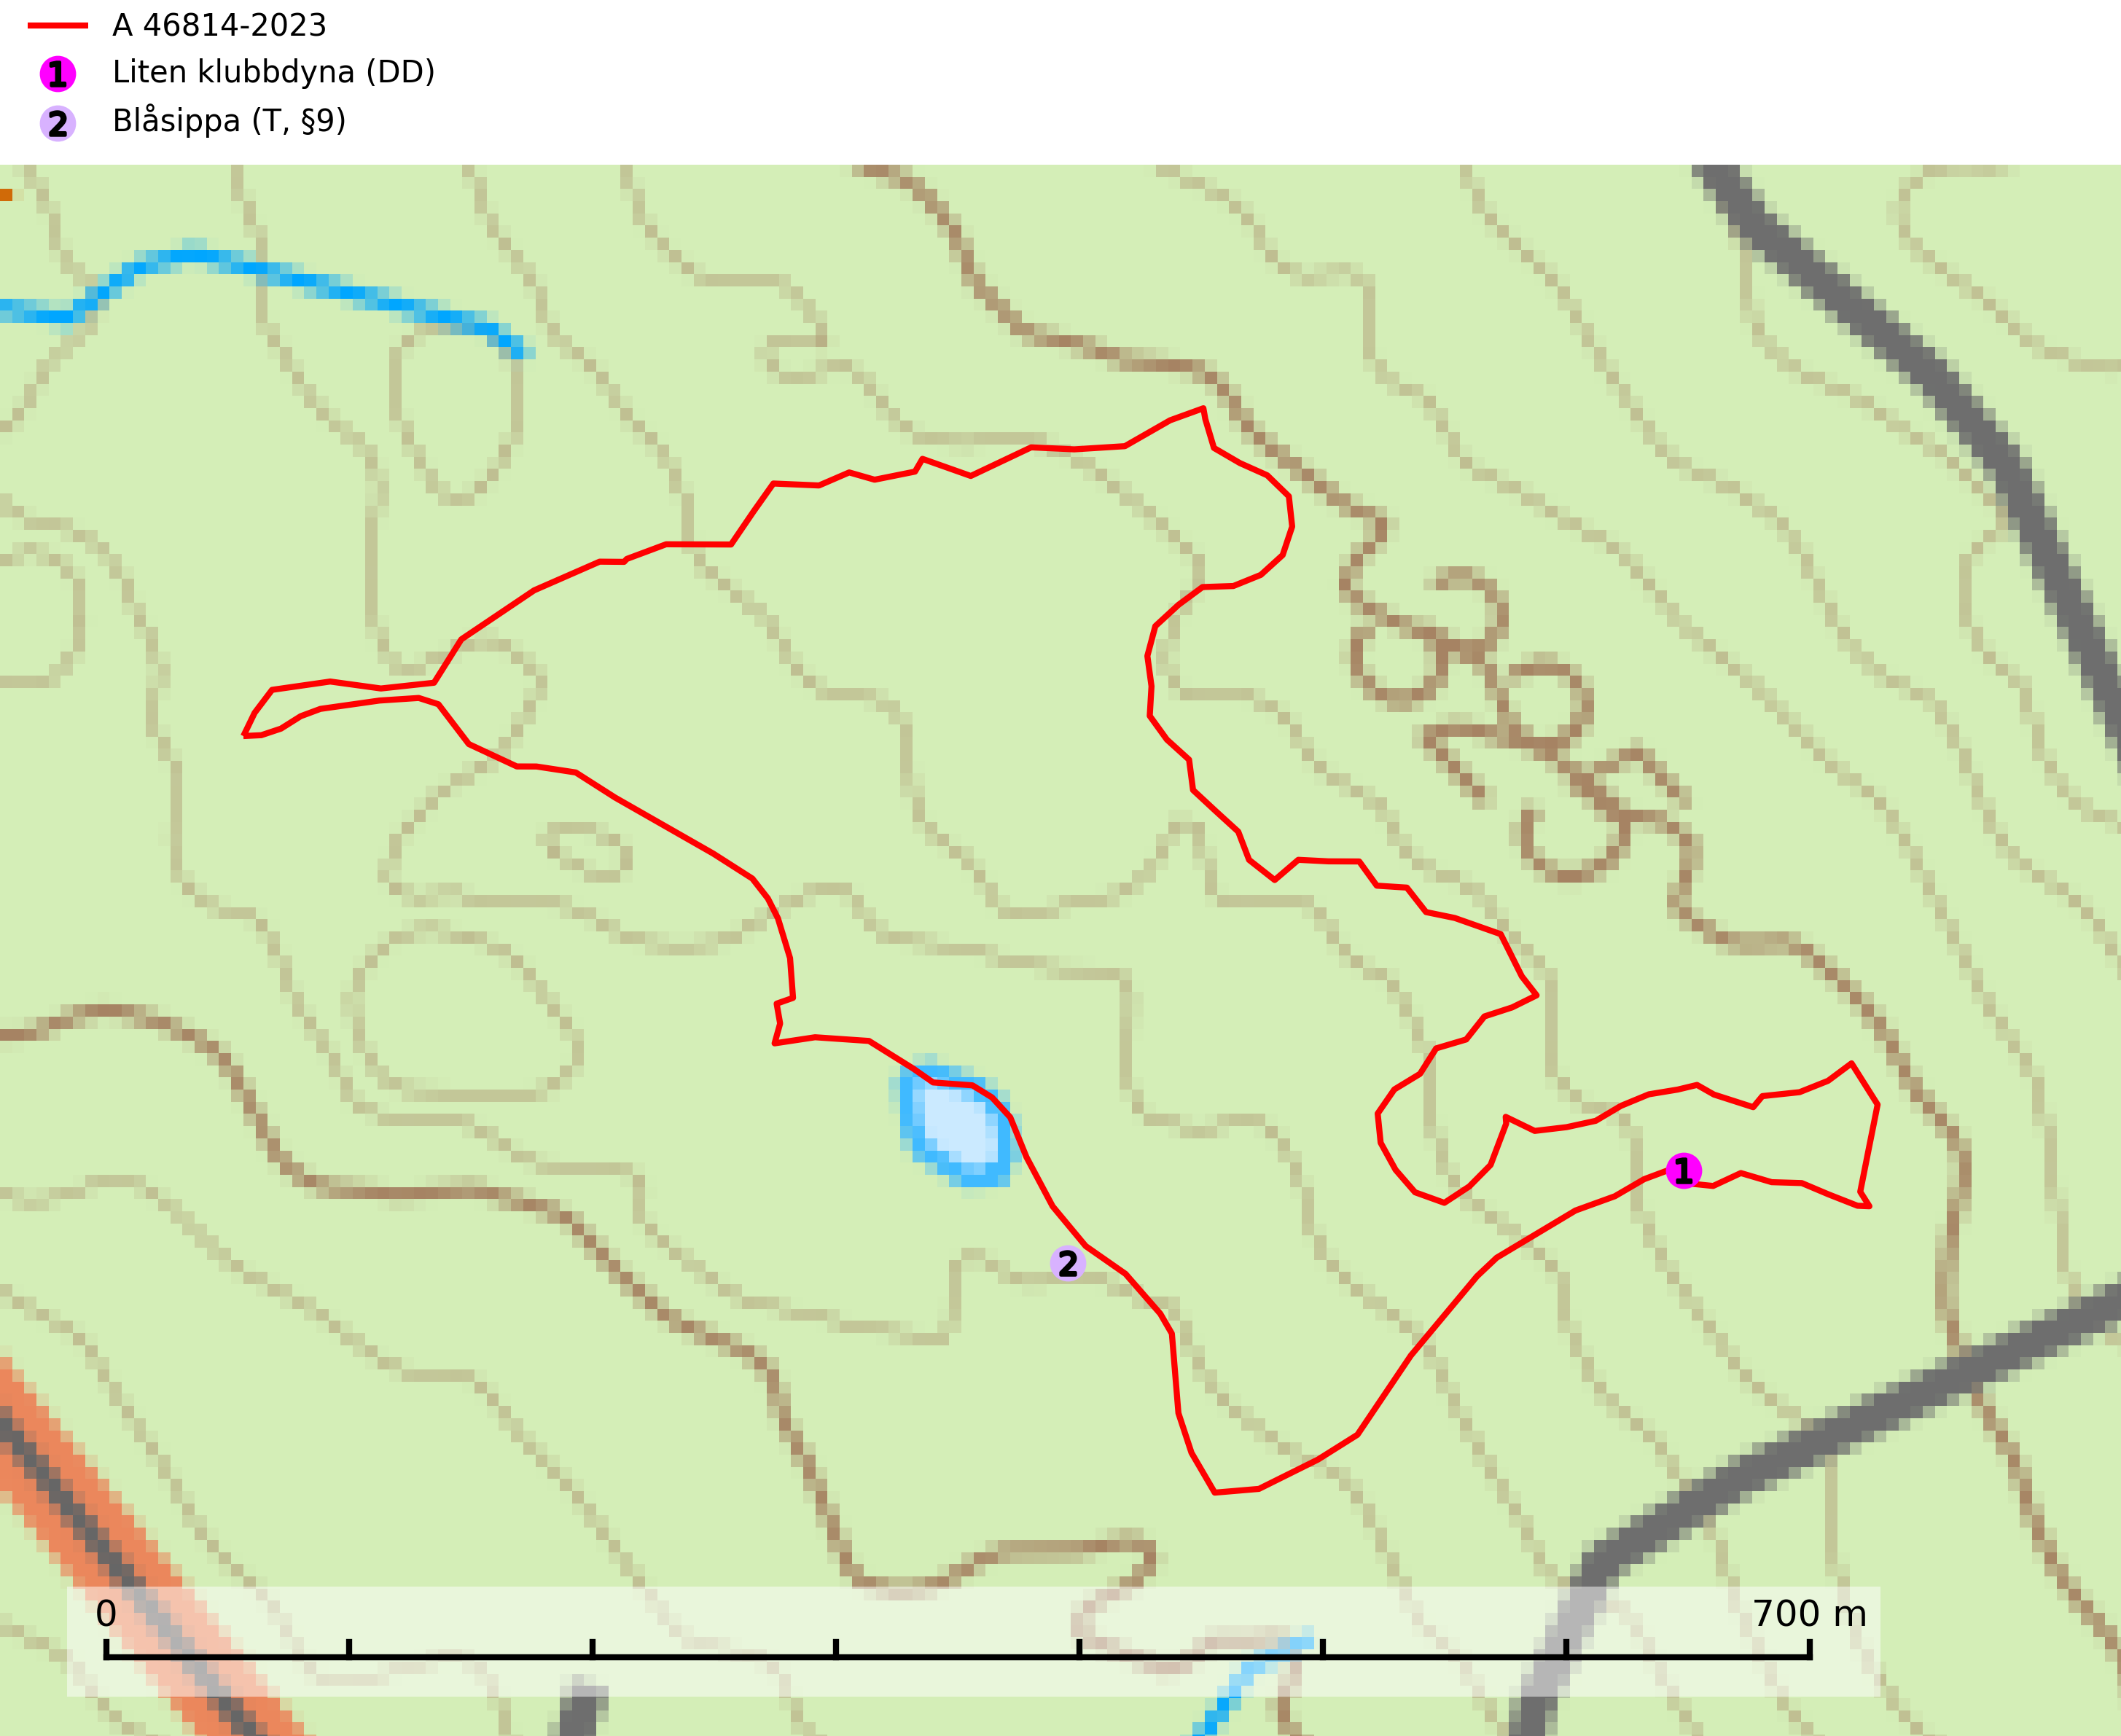 A 46814-2023
1 Liten klubbdyna (DD)
2 Blåsippa (T, §9)
1
2
0 700 m